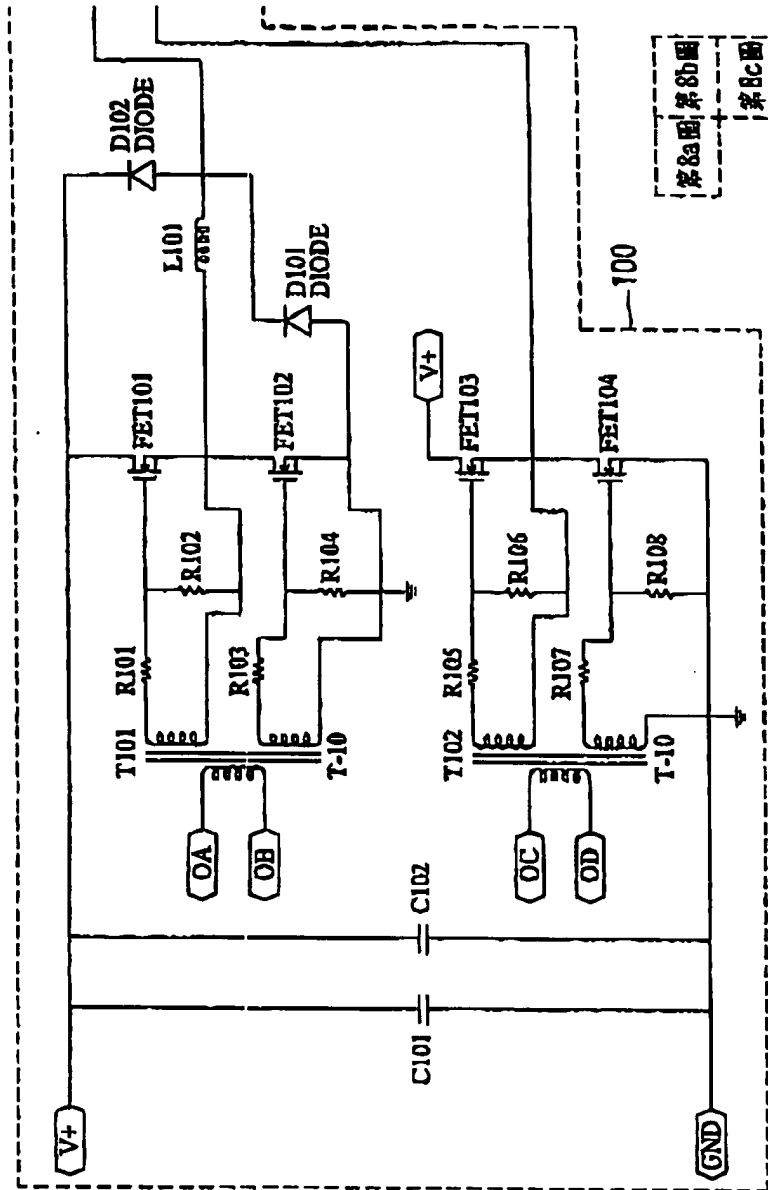 V+
C101
C102
OA
OB
T101
T-10
R101
R102
R103
R104
FET101
FET102
L101
D102
DIODE
D101
DIODE
V+
OC
OD
T102
T-10
R105
R106
R107
R108
FET103
FET104
GND
100
第8a圖
第8b圖
第8c圖